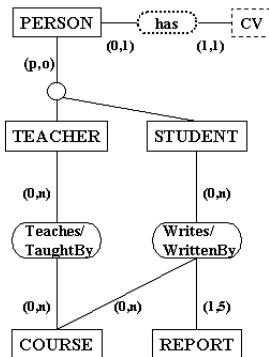 PERSON
has
CV
(0,1)
(1,1)
(p,o)
TEACHER
STUDENT
(0,n)
(0,n)
Teaches/
TaughtBy
Writes/
WrittenBy
(0,n)
(0,n)
(1,5)
COURSE
REPORT